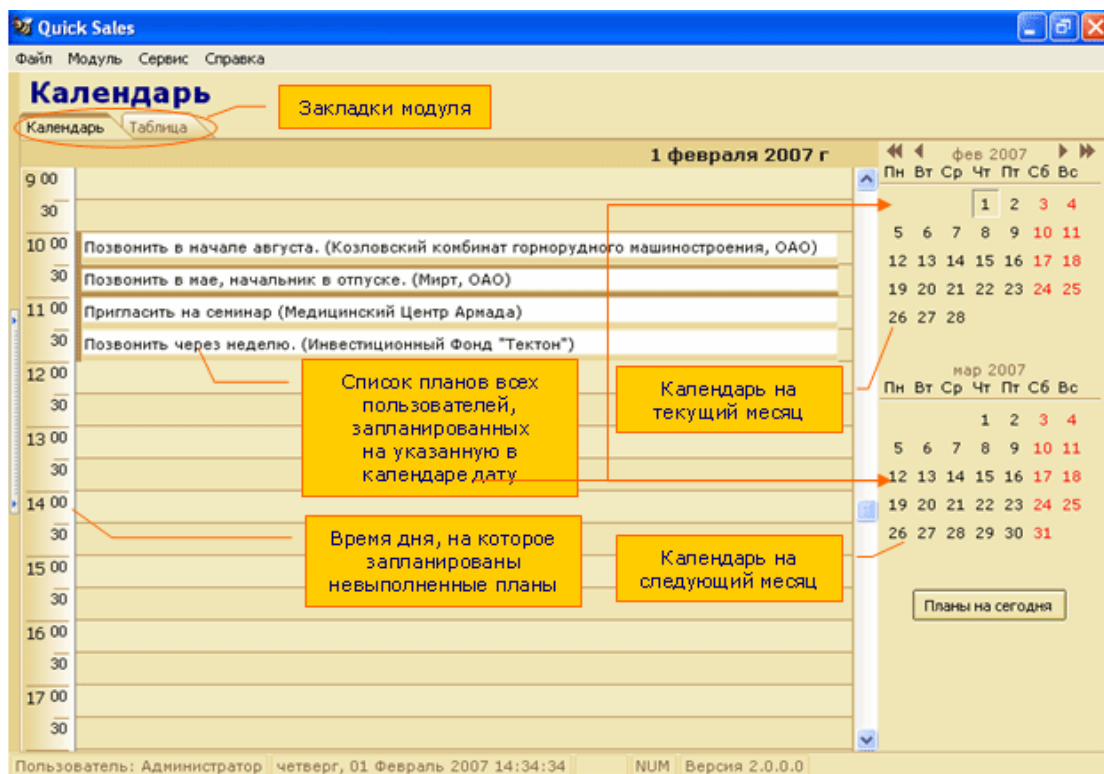 Quick Sales
Файл Модуль Сервис Справка
Календарь
Закладки модуля
Календарь Таблица
1 февраля 2007 г
9 00
30
10 00 Позвонить в начале августа. (Козловский комбинат горнорудного машиностроения, ОАО)
30 Позвонить в мае, начальник в отпуске. (Мирт, ОАО)
11 00 Пригласить на семинар (Медицинский Центр Армада)
30 Позвонить через неделю. (Инвестиционный Фонд "Тектон")
12 00
30
13 00
30
14 00
30
15 00
30
16 00
30
17 00
30
Список планов всех
пользователей,
запланированных
на указанную в
календаре дату
Время дня, на которое
запланированы
невыполненные планы
Календарь на
текущий месяц
Календарь на
следующий месяц
фев 2007
Пн Вт Ср Чт Пт Сб Вс
1 2 3 4
5 6 7 8 9 10 11
12 13 14 15 16 17 18
19 20 21 22 23 24 25
26 27 28
мар 2007
Пн Вт Ср Чт Пт Сб Вс
1 2 3 4
5 6 7 8 9 10 11
12 13 14 15 16 17 18
19 20 21 22 23 24 25
26 27 28 29 30 31
Планы на сегодня
Пользователь: Администратор четверг, 01 Февраль 2007 14:34:34 NUM Версия 2.0.0.0